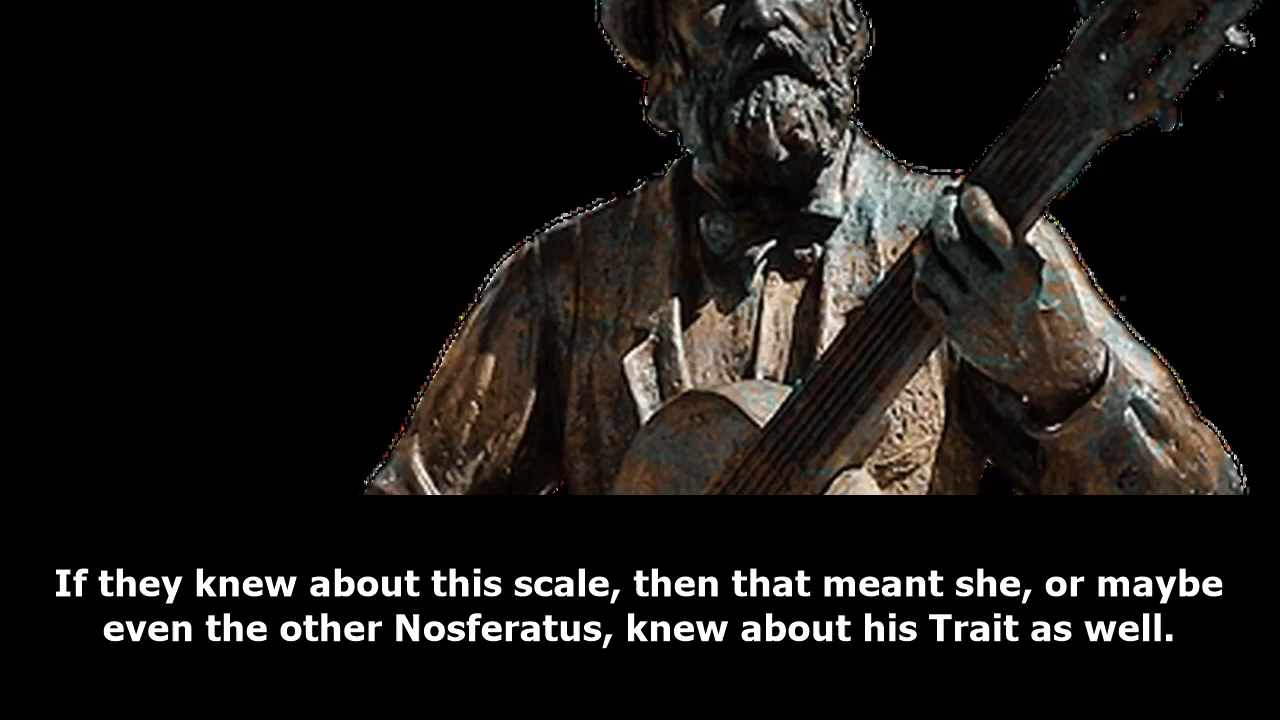 If they knew about this scale, then that meant she, or maybe
even the other Nosferatus, knew about his Trait as well.